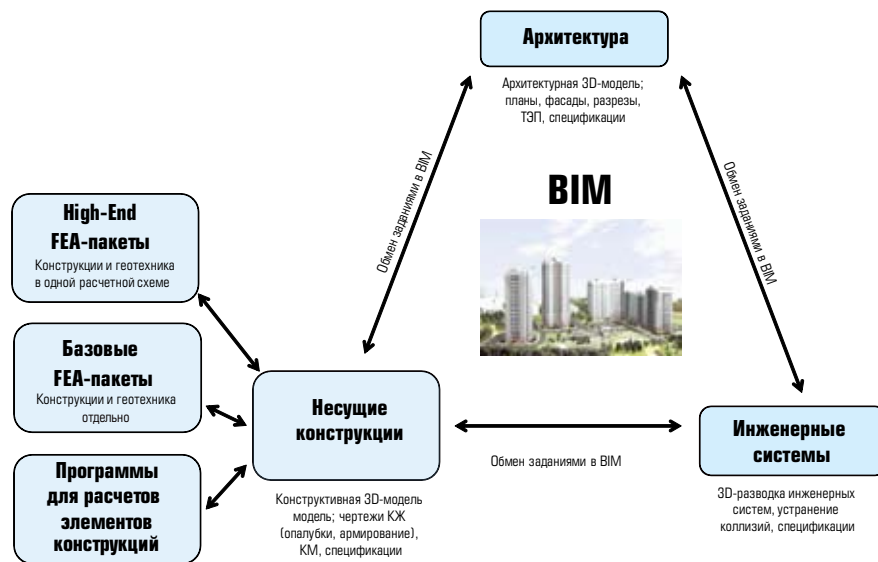 Архитектура
Архитектурная 3D-модель;
планы, фасады, разрезы,
ТЭП, спецификации
Обмен заданиями в BIM
BIM
Обмен заданиями в BIM
High-End
FEA-пакеты
Конструкции и геотехника
в одной расчетной схеме
Базовые
FEA-пакеты
Конструкции и геотехника
отдельно
Программы
для расчетов
элементов
конструкций
Несущие
конструкции
Конструктивная 3D-модель
модель; чертежи КЖ
(опалубки, армирование),
КМ, спецификации
Обмен заданиями в BIM
Инженерные
системы
3D-разводка инженерных
систем, устранение
коллизий, спецификации